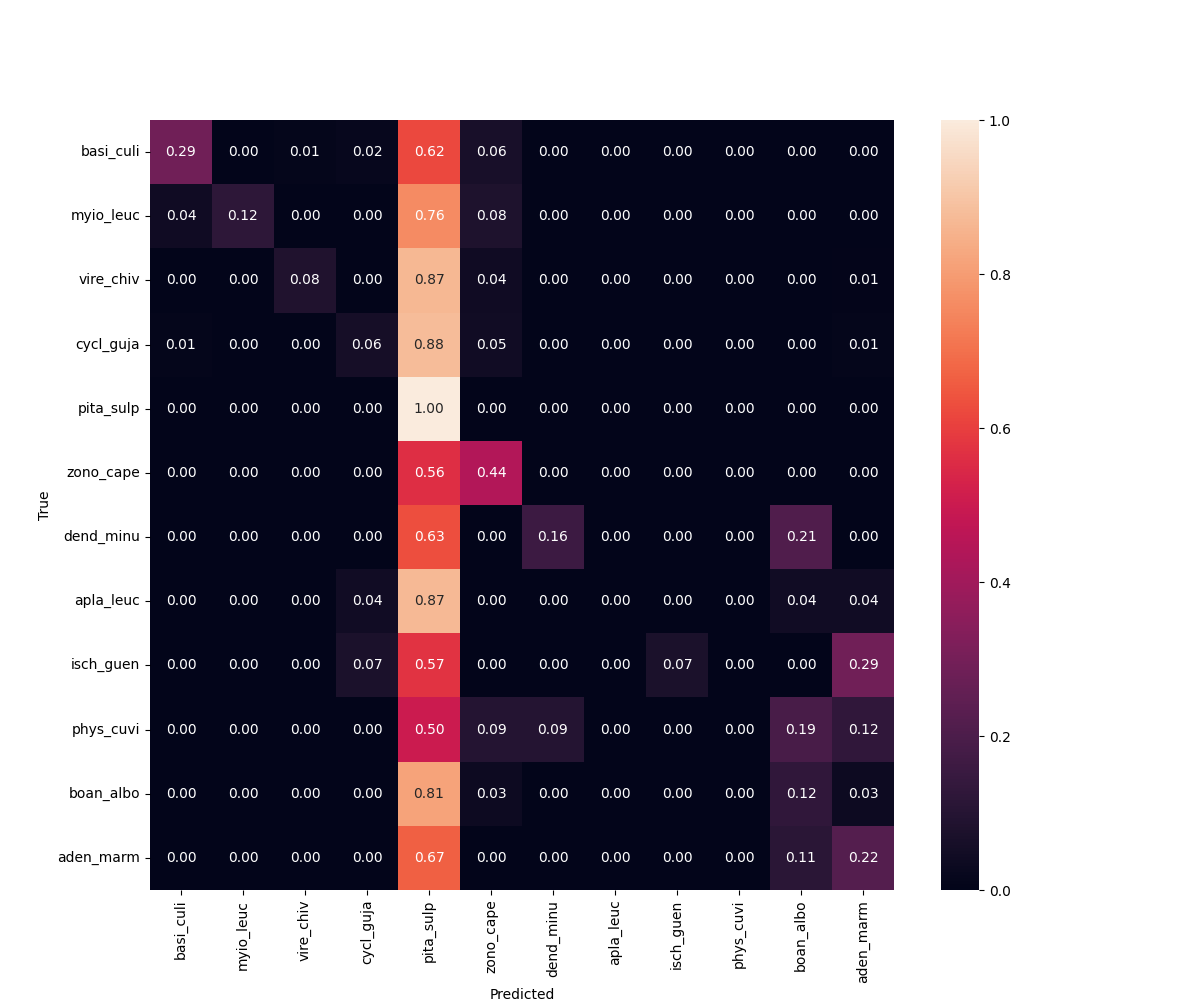 basi_culi 0.29 0.00 0.01 0.02 0.62 0.06 0.00 0.00 0.00 0.00 0.00 0.00
myio_leuc 0.04 0.12 0.00 0.00 0.76 0.08 0.00 0.00 0.00 0.00 0.00 0.00
vire_chiv 0.00 0.00 0.08 0.00 0.87 0.04 0.00 0.00 0.00 0.00 0.00 0.01
cycl_guja 0.01 0.00 0.00 0.06 0.88 0.05 0.00 0.00 0.00 0.00 0.00 0.01
pita_sulp 0.00 0.00 0.00 0.00 1.00 0.00 0.00 0.00 0.00 0.00 0.00 0.00
zono_cape 0.00 0.00 0.00 0.00 0.56 0.44 0.00 0.00 0.00 0.00 0.00 0.00
dend_minu 0.00 0.00 0.00 0.00 0.63 0.00 0.16 0.00 0.00 0.00 0.21 0.00
apla_leuc 0.00 0.00 0.00 0.04 0.87 0.00 0.00 0.00 0.00 0.00 0.04 0.04
isch_guen 0.00 0.00 0.00 0.07 0.57 0.00 0.00 0.00 0.07 0.00 0.00 0.29
phys_cuvi 0.00 0.00 0.00 0.00 0.50 0.09 0.09 0.00 0.00 0.00 0.19 0.12
boan_albo 0.00 0.00 0.00 0.00 0.81 0.03 0.00 0.00 0.00 0.00 0.12 0.03
aden_marm 0.00 0.00 0.00 0.00 0.67 0.00 0.00 0.00 0.00 0.00 0.11 0.22
basi_culi myio_leuc vire_chiv cycl_guja pita_sulp zono_cape dend_minu apla_leuc isch_guen phys_cuvi boan_albo aden_marm
Predicted
True
1.0
0.8
0.6
0.4
0.2
0.0